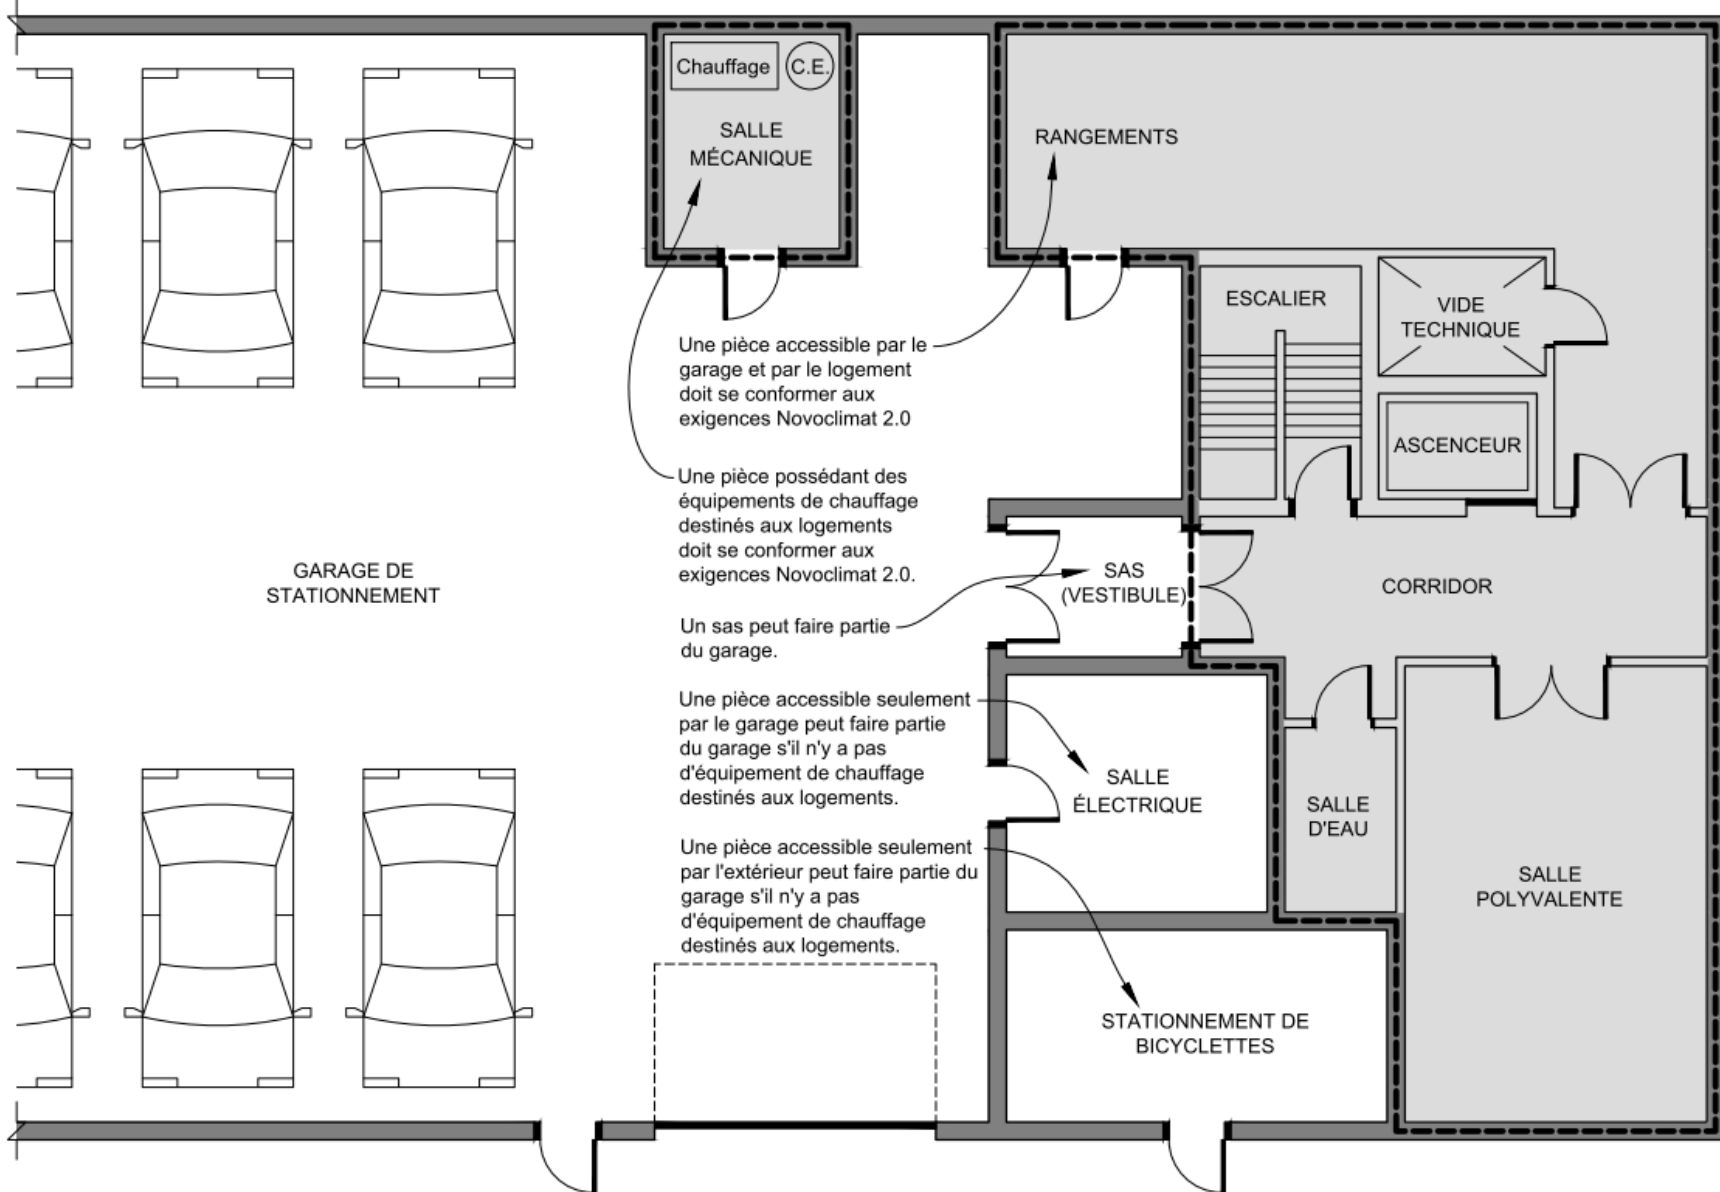 Chauffage
C.E.
SALLE
MÉCANIQUE
RANGEMENTS
ESCALIER
VIDE
TECHNIQUE
ASCENCEUR
Une pièce accessible par le
garage et par le logement
doit se conformer aux
exigences Novoclimat 2.0
Une pièce possédant des
équipements de chauffage
destinés aux logements
doit se conformer aux
exigences Novoclimat 2.0.
GARAGE DE
STATIONNEMENT
SAS
(VESTIBULE)
CORRIDOR
Un sas peut faire partie
du garage.
Une pièce accessible seulement
par le garage peut faire partie
du garage s'il n'y a pas
d'équipement de chauffage
destinés aux logements.
SALLE
ÉLECTRIQUE
SALLE
D'EAU
Une pièce accessible seulement
par l'extérieur peut faire partie du
garage s'il n'y a pas
d'équipement de chauffage
destinés aux logements.
SALLE
POLYVALENTE
STATIONNEMENT DE
BICYCLETTES